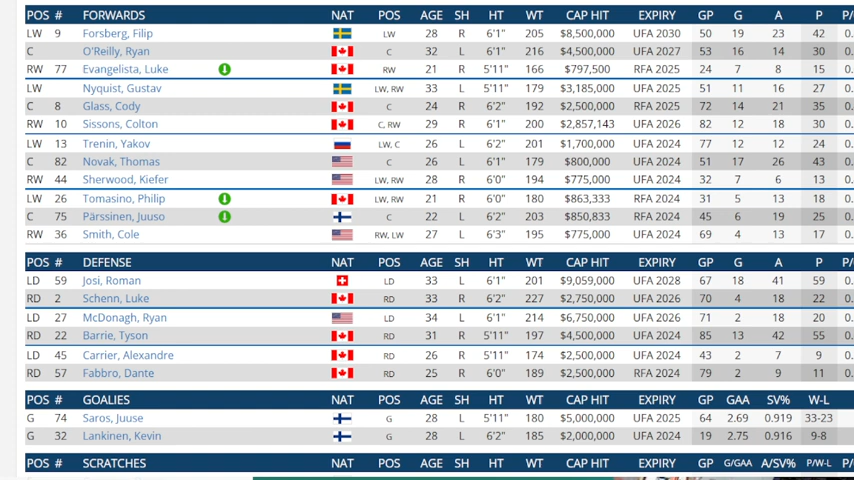 POS # FORWARDS NAT POS AGE SH HT WT CAP HIT EXPIRY GP G A P P/
LW 9 Forsberg, Filip LW 28 R 6'1" 205 $8,500,000 UFA 2030 50 19 23 42 0.
C O'Reilly, Ryan C 32 L 6'1" 216 $4,500,000 UFA 2027 53 16 14 30 0.
RW 77 Evangelista, Luke RW 21 R 5'11" 166 $797,500 RFA 2025 24 7 8 15 0.
LW Nyquist, Gustav LW, RW 33 L 5'11" 179 $3,185,000 UFA 2025 51 11 16 27 0.
C 8 Glass, Cody C 24 R 6'2" 192 $2,500,000 RFA 2025 72 14 21 35 0.
RW 10 Sissons, Colton C, RW 29 R 6'1" 200 $2,857,143 UFA 2026 82 12 18 30 0.
LW 13 Trenin, Yakov LW, C 26 L 6'2" 201 $1,700,000 UFA 2024 77 12 12 24 0.
C 82 Novak, Thomas C 26 L 6'1" 179 $800,000 UFA 2024 51 17 26 43 0.
RW 44 Sherwood, Kiefer LW, RW 28 R 6'0" 194 $775,000 UFA 2024 32 7 6 13 0.
LW 26 Tomasino, Philip LW, RW 21 R 6'0" 180 $863,333 RFA 2024 31 5 13 18 0.
C 75 Pärssinen, Juuso C 22 L 6'2" 203 $850,833 RFA 2024 45 6 19 25 0.
RW 36 Smith, Cole RW, LW 27 L 6'3" 195 $775,000 UFA 2024 69 4 13 17 0.
POS # DEFENSE NAT POS AGE SH HT WT CAP HIT EXPIRY GP G A P P/
LD 59 Josi, Roman LD 33 L 6'1" 201 $9,059,000 UFA 2028 67 18 41 59 0.
RD 2 Schenn, Luke RD 33 R 6'2" 227 $2,750,000 UFA 2026 70 4 18 22 0.
LD 27 McDonagh, Ryan LD 34 L 6'1" 214 $6,750,000 UFA 2026 71 2 18 20 0.
RD 22 Barrie, Tyson RD 31 R 5'11" 197 $4,500,000 UFA 2024 85 13 42 55 0.
LD 45 Carrier, Alexandre RD 26 R 5'11" 174 $2,500,000 UFA 2024 43 2 7 9 0.
RD 57 Fabbro, Dante RD 25 R 6'0" 189 $2,500,000 RFA 2024 79 2 9 11 0.
POS # GOALIES NAT POS AGE SH HT WT CAP HIT EXPIRY GP GAA SV% W-L
G 74 Saros, Juuse G 28 L 5'11" 180 $5,000,000 UFA 2025 64 2.69 0.919 33-23
G 32 Lankinen, Kevin G 28 L 6'2" 185 $2,000,000 UFA 2024 19 2.75 0.916 9-8
POS # SCRATCHES NAT POS AGE SH HT WT CAP HIT EXPIRY GP G/GAA A/SV% P/W-L P/